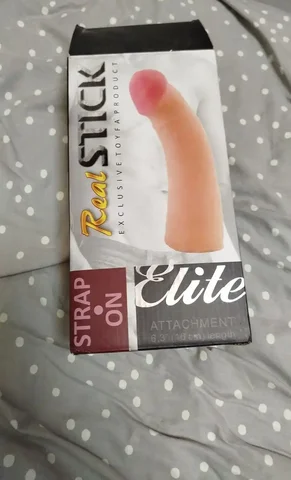 Real STICK
EXCLUSIVE TOYFA PRODUCT
STRAP
• ON
Elite
ATTACHMENT